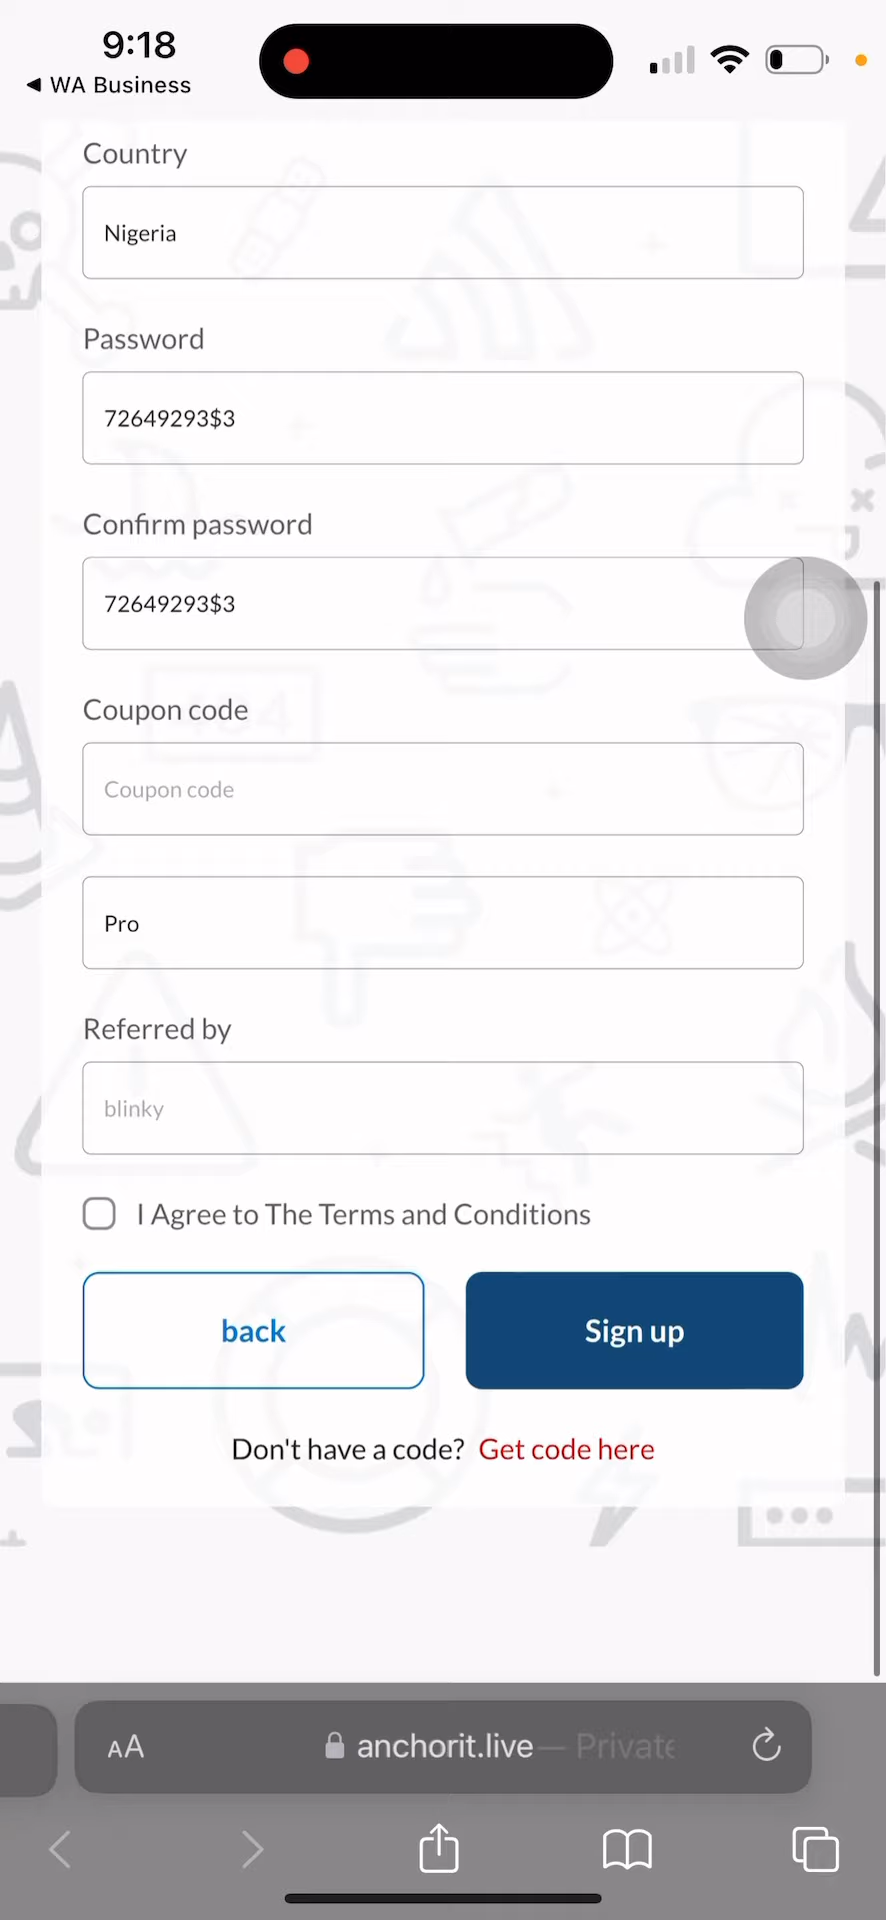 9:18
◀ WA Business
Country
Nigeria
Password
72649293$3
Confirm password
72649293$3
Coupon code
Coupon code
Pro
Referred by
blinky
I Agree to The Terms and Conditions
back
Sign up
Don't have a code? Get code here
AA
anchorit.live — Private